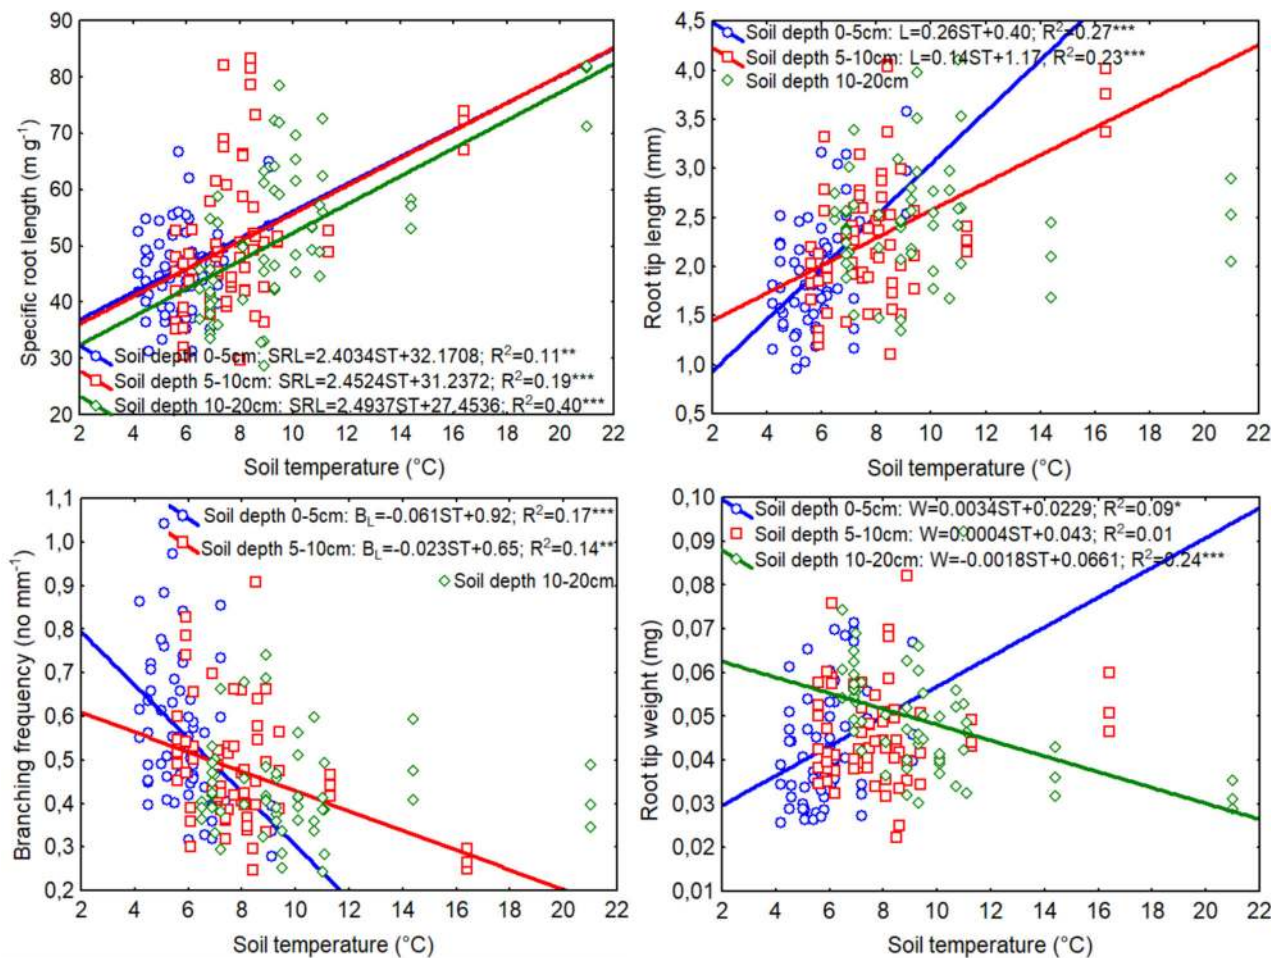 90
80
70
60
50
40
30
20
Specific root length (m g⁻¹)
Soil depth 0-5cm: SRL=2.4034ST+32.1708; R²=0.11**
Soil depth 5-10cm: SRL=2.4524ST+31.2372; R²=0.19***
Soil depth 10-20cm: SRL=2.4937ST+27.4536; R²=0.40***
2 4 6 8 10 12 14 16 18 20 22
Soil temperature (°C)
4,5
4,0
3,5
3,0
2,5
2,0
1,5
1,0
0,5
Root tip length (mm)
Soil depth 0-5cm: L=0.26ST+0.40; R²=0.27***
Soil depth 5-10cm: L=0.14ST+1.17; R²=0.23***
Soil depth 10-20cm
2 4 6 8 10 12 14 16 18 20 22
Soil temperature (°C)
1,1
1,0
0,9
0,8
0,7
0,6
0,5
0,4
0,3
0,2
Branching frequency (no mm⁻¹)
Soil depth 0-5cm: B_L=-0.061ST+0.92; R²=0.17***
Soil depth 5-10cm: B_L=-0.023ST+0.65; R²=0.14**
Soil depth 10-20cm
2 4 6 8 10 12 14 16 18 20 22
Soil temperature (°C)
0,10
0,09
0,08
0,07
0,06
0,05
0,04
0,03
0,02
0,01
Root tip weight (mg)
Soil depth 0-5cm: W=0.0034ST+0.0229; R²=0.09*
Soil depth 5-10cm: W=0.0004ST+0.043; R²=0.01
Soil depth 10-20cm: W=-0.0018ST+0.0661; R²=0.24***
2 4 6 8 10 12 14 16 18 20 22
Soil temperature (°C)